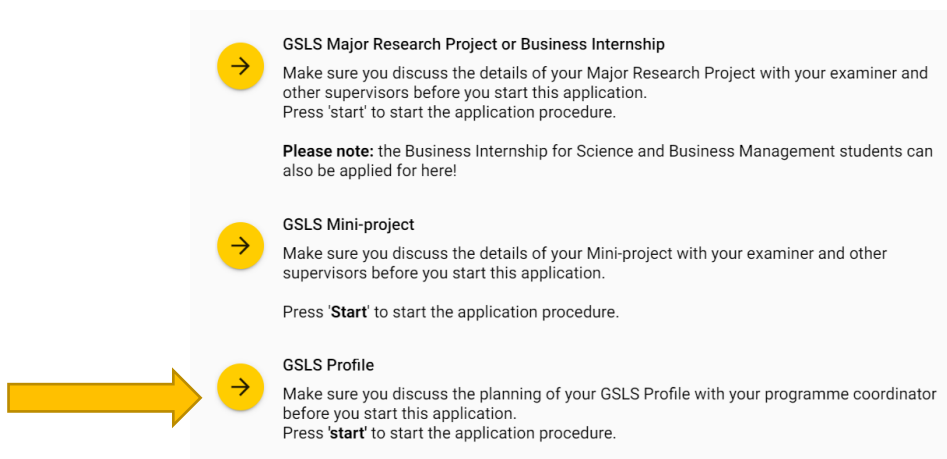 GSLS Major Research Project or Business Internship
Make sure you discuss the details of your Major Research Project with your examiner and
other supervisors before you start this application.
Press 'start' to start the application procedure.
Please note: the Business Internship for Science and Business Management students can
also be applied for here!
GSLS Mini-project
Make sure you discuss the details of your Mini-project with your examiner and other
supervisors before you start this application.
Press 'Start' to start the application procedure.
GSLS Profile
Make sure you discuss the planning of your GSLS Profile with your programme coordinator
before you start this application.
Press 'start' to start the application procedure.